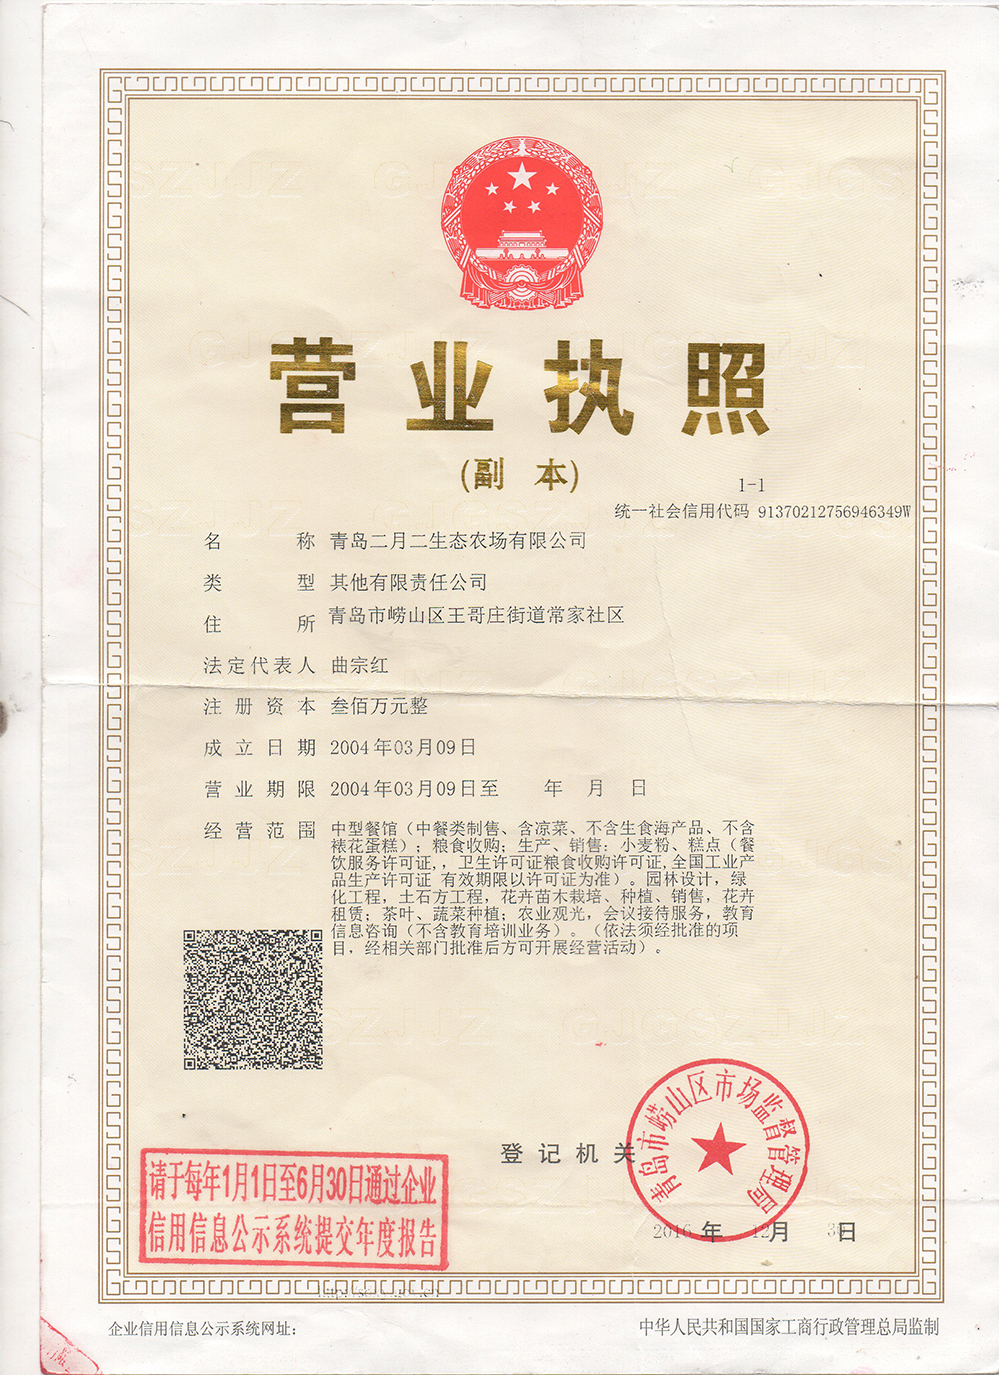 营业执照
(副 本)
1-1
统一社会信用代码 91370212756946349W
名 称 青岛二月二生态农场有限公司
类 型 其他有限责任公司
住 所 青岛市崂山区王哥庄街道常家社区
法定代表人 曲宗红
注册资本 叁佰万元整
成立日期 2004年03月09日
营业期限 2004年03月09日至 年 月 日
经营范围 中型餐馆（中餐类制售、含凉菜、不含生食海产品、不含
裱花蛋糕）；粮食收购；生产、销售：小麦粉、糕点（餐
饮服务许可证,，卫生许可证粮食收购许可证,全国工业产
品生产许可证 有效期限以许可证为准）。园林设计，绿
化工程，土石方工程，花卉苗木栽培、种植、销售，花卉
租赁；茶叶、蔬菜种植；农业观光，会议接待服务，教育
信息咨询（不含教育培训业务）。（依法须经批准的项
目，经相关部门批准后方可开展经营活动）。
登记机关
青岛市崂山区市场监督管理局
2016 年 12月 日
请于每年1月1日至6月30日通过企业
信用信息公示系统提交年度报告
企业信用信息公示系统网址：
中华人民共和国国家工商行政管理总局监制